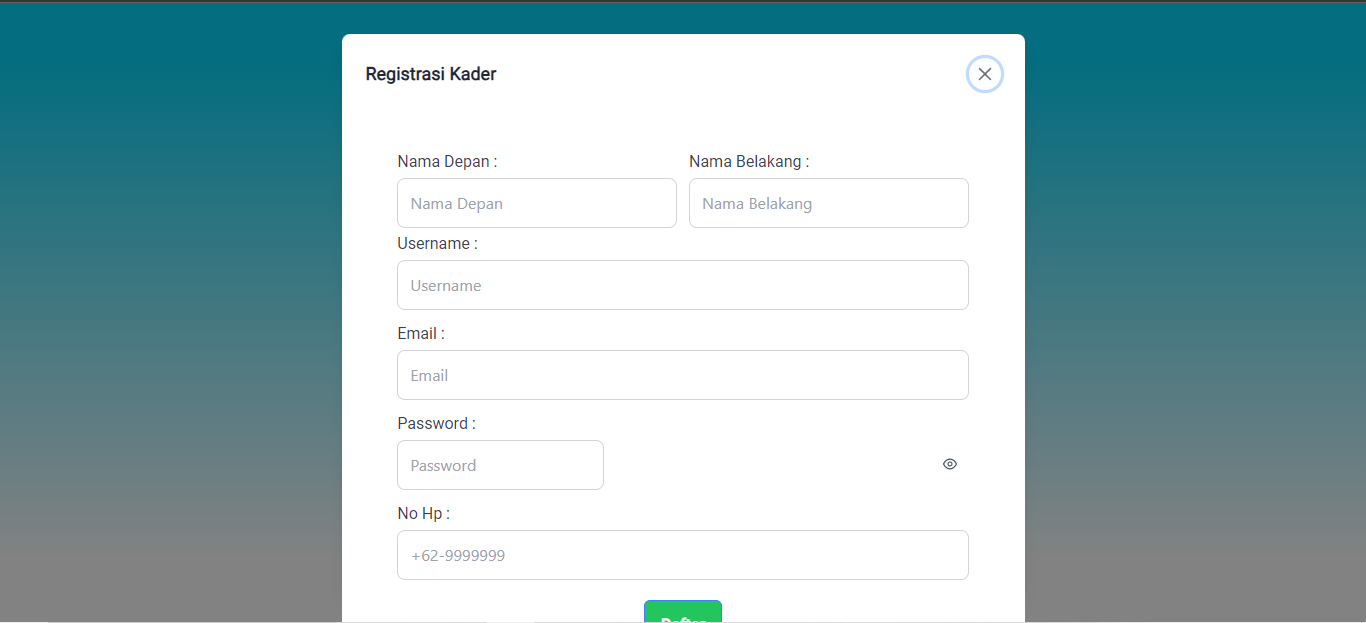 Registrasi Kader
Nama Depan : Nama Belakang :
Nama Depan Nama Belakang
Username :
Username
Email :
Email
Password :
Password
No Hp :
+62-9999999
Daftar